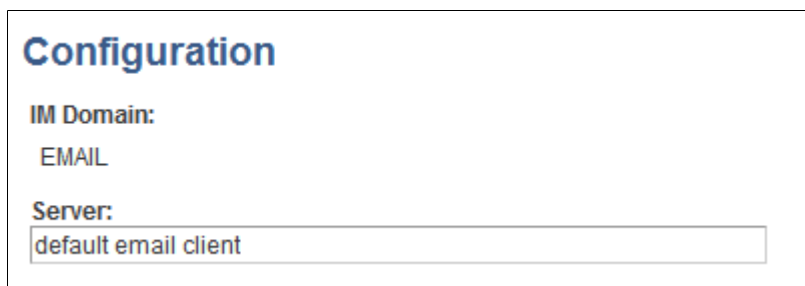 Configuration
IM Domain:
EMAIL
Server:
default email client